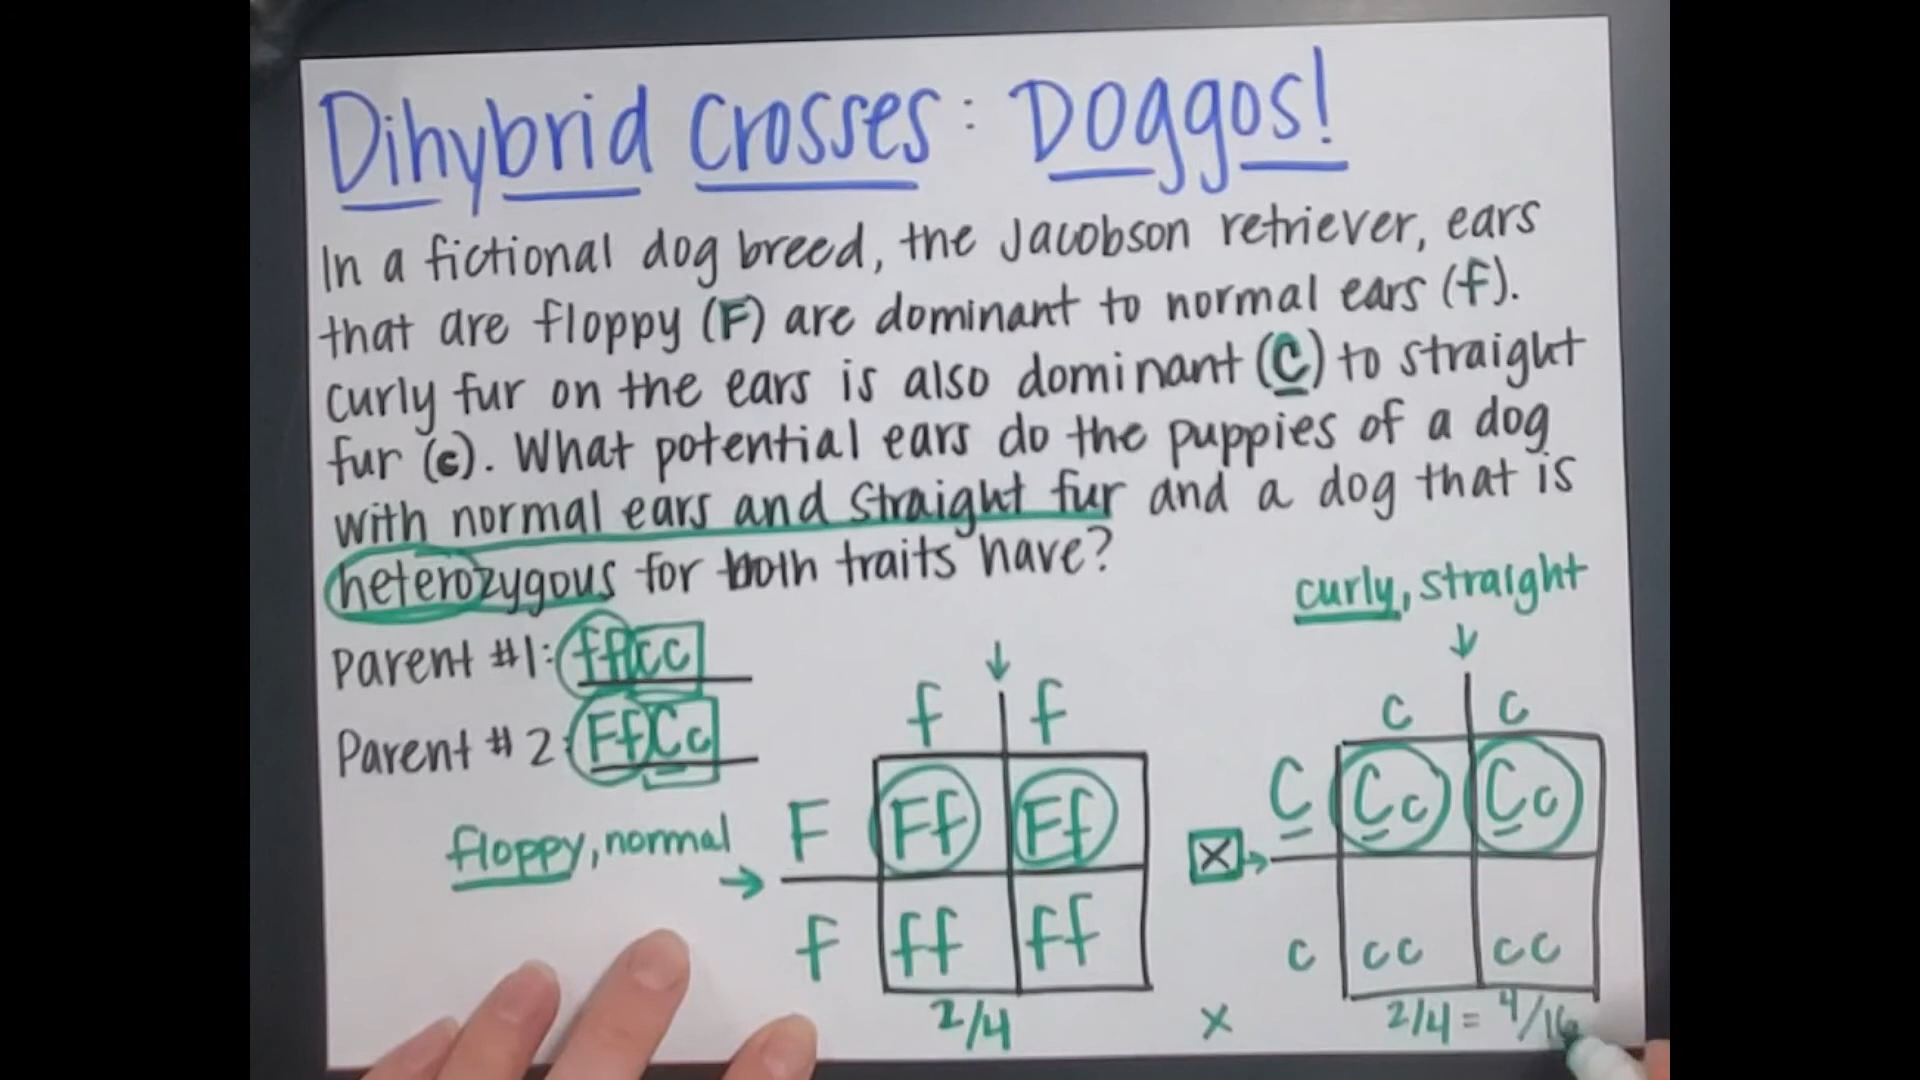 Dihybrid Crosses: Doggos!
In a fictional dog breed, the Jacobson retriever, ears
that are floppy (F) are dominant to normal ears (f).
Curly fur on the ears is also dominant (C) to straight
fur (c). What potential ears do the puppies of a dog
with normal ears and straight fur and a dog that is
heterozygous for both traits have?
curly, straight
Parent #1: ffcc
Parent #2: FfCc
floppy, normal
f f
F Ff Ff
f ff ff
2/4
X
x
c c
C Cc Cc
c cc cc
2/4 = 4/16